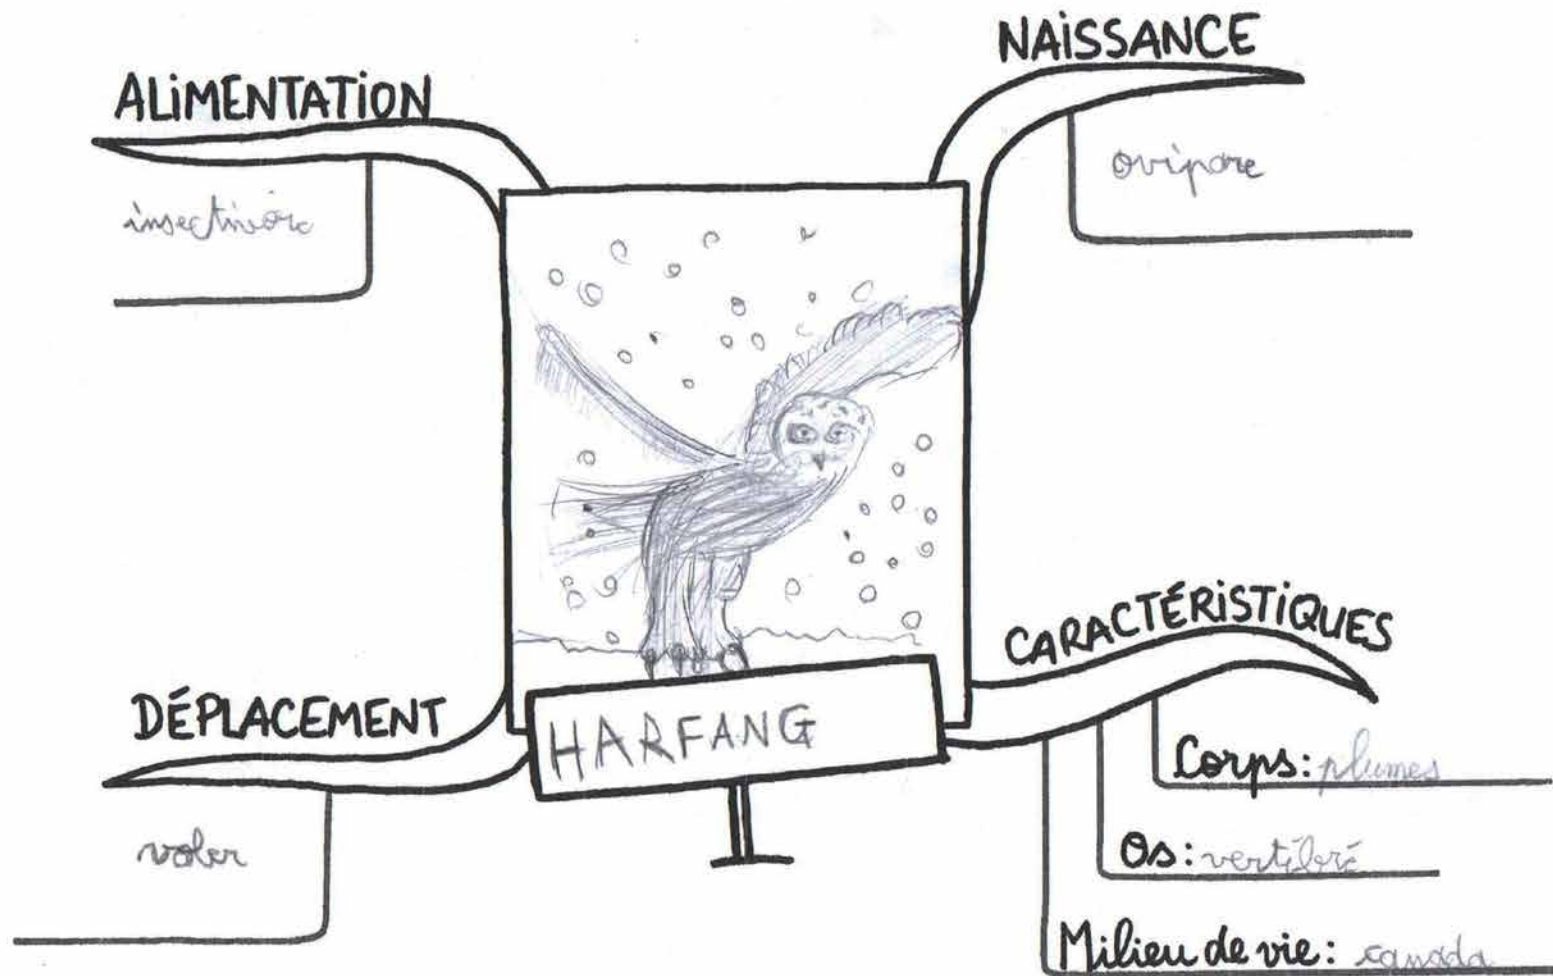 ALIMENTATION
insectivore
NAISSANCE
ovipare
DÉPLACEMENT
voler
HARFANG
CARACTÉRISTIQUES
Corps: plumes
Os: vertébré
Milieu de vie: canada